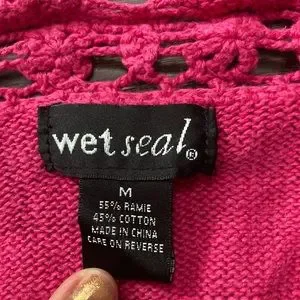 wet seal®
M
55% RAMIE
45% COTTON
MADE IN CHINA
CARE ON REVERSE